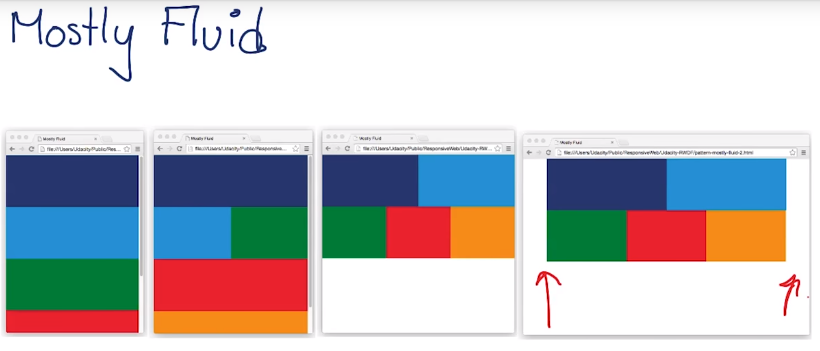 Mostly Fluid
Mostly Fluid
file:///Users/Udacity/Public/Res...
Mostly Fluid
file:///Users/Udacity/Public/Responsive...
Mostly Fluid
file:///Users/Udacity/Public/ResponsiveWeb/Udacity-RW...
Mostly Fluid
file:///Users/Udacity/Public/ResponsiveWeb/Udacity-RWDF/pattern-mostly-fluid-2.html